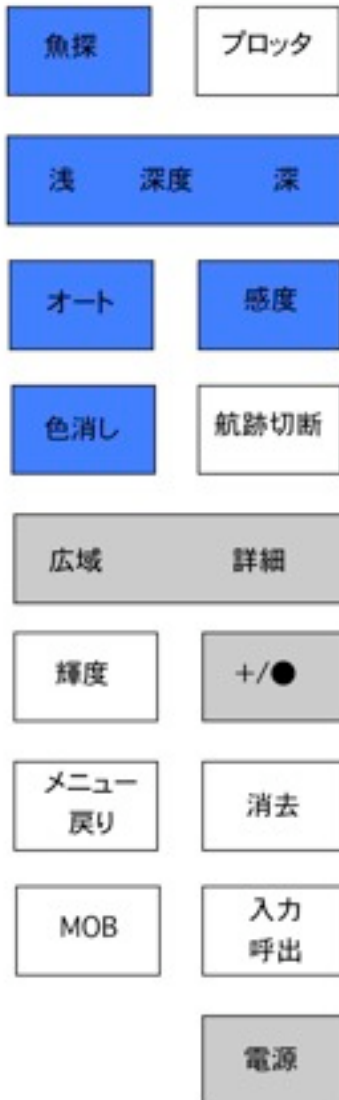 魚探 プロッタ
浅 深度 深
オート 感度
色消し 航跡切断
広域 詳細
輝度 +/●
メニュー
戻り
消去
MOB
入力
呼出
電源